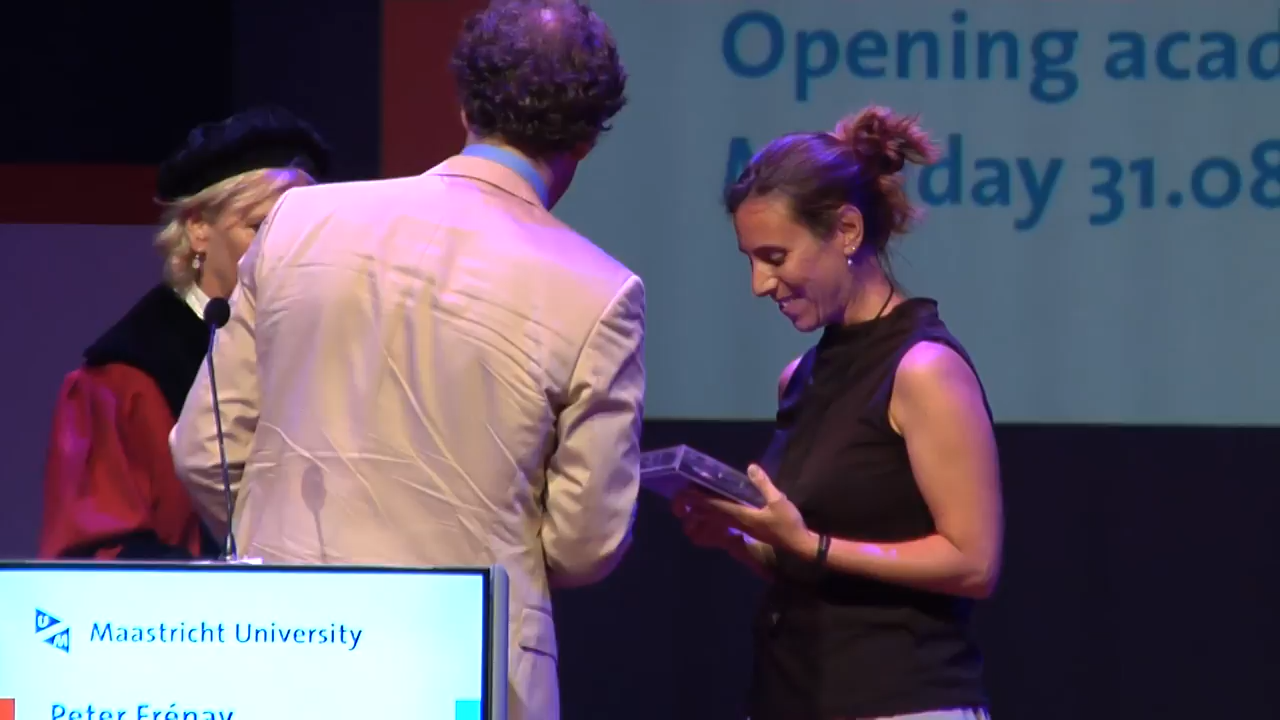 Opening acad
day 31.08
UM
Maastricht University
Peter Frénay